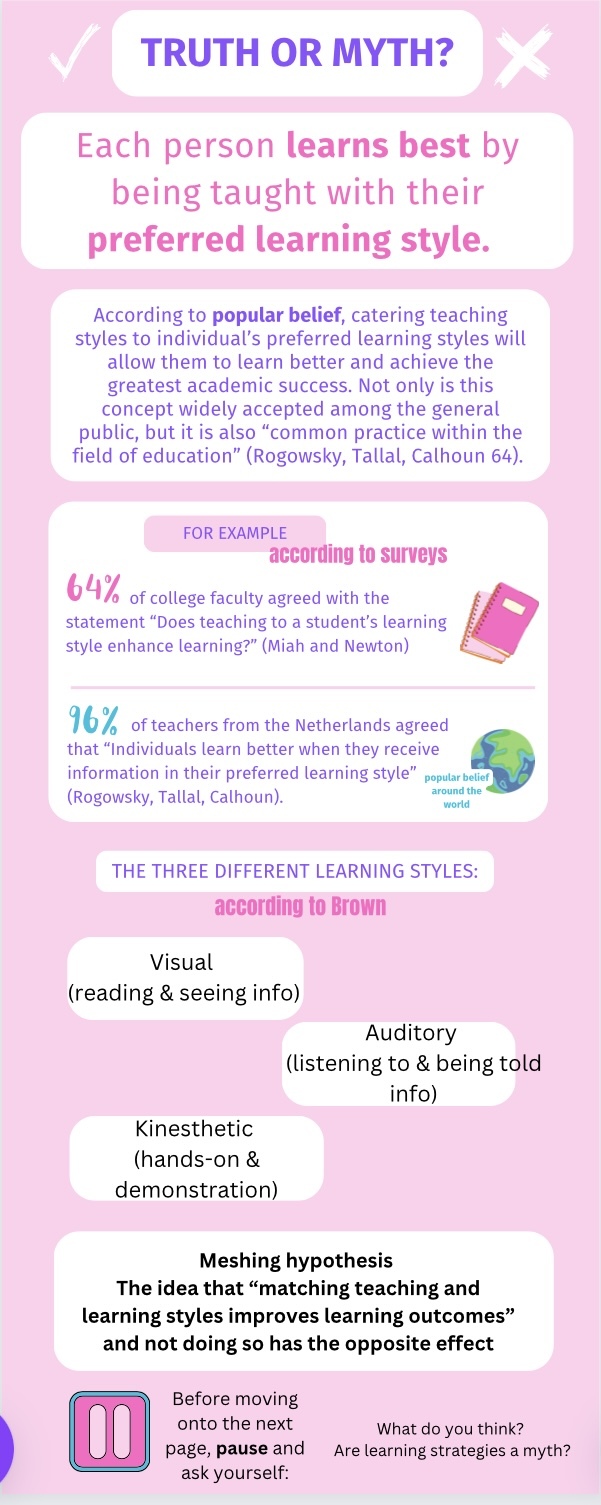 TRUTH OR MYTH?
Each person learns best by
being taught with their
preferred learning style.
According to popular belief, catering teaching
styles to individual’s preferred learning styles will
allow them to learn better and achieve the
greatest academic success. Not only is this
concept widely accepted among the general
public, but it is also “common practice within the
field of education” (Rogowsky, Tallal, Calhoun 64).
FOR EXAMPLE
according to surveys
64% of college faculty agreed with the
statement “Does teaching to a student’s learning
style enhance learning?” (Miah and Newton)
96% of teachers from the Netherlands agreed
that “Individuals learn better when they receive
information in their preferred learning style”
(Rogowsky, Tallal, Calhoun).
popular belief
around the
world
THE THREE DIFFERENT LEARNING STYLES:
according to Brown
Visual
(reading & seeing info)
Auditory
(listening to & being told
info)
Kinesthetic
(hands-on &
demonstration)
Meshing hypothesis
The idea that “matching teaching and
learning styles improves learning outcomes”
and not doing so has the opposite effect
Before moving
onto the next
page, pause and
ask yourself:
What do you think?
Are learning strategies a myth?